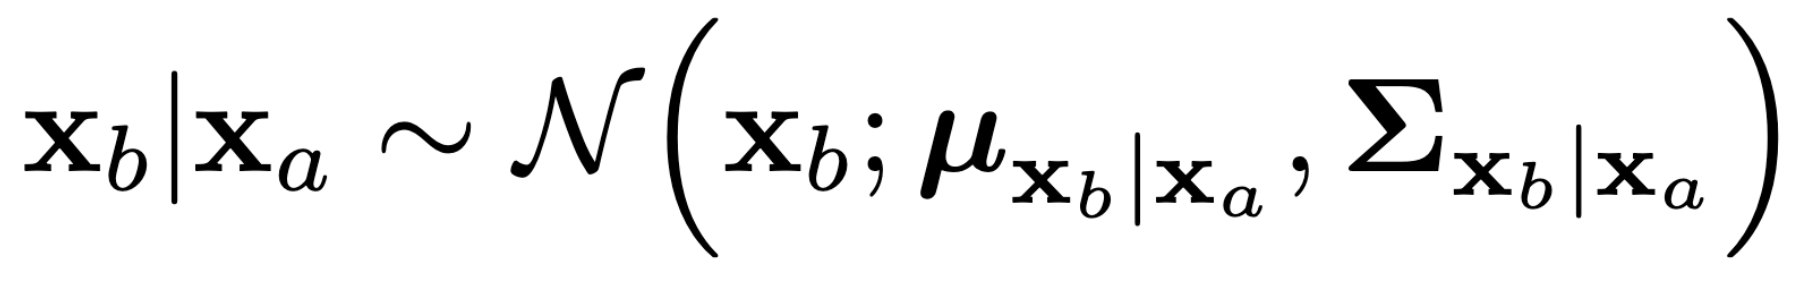 𝐱_b|𝐱_a ∼ 𝒩(𝐱_b; 𝝁_{𝐱_b|𝐱_a}, 𝚺_{𝐱_b|𝐱_a})